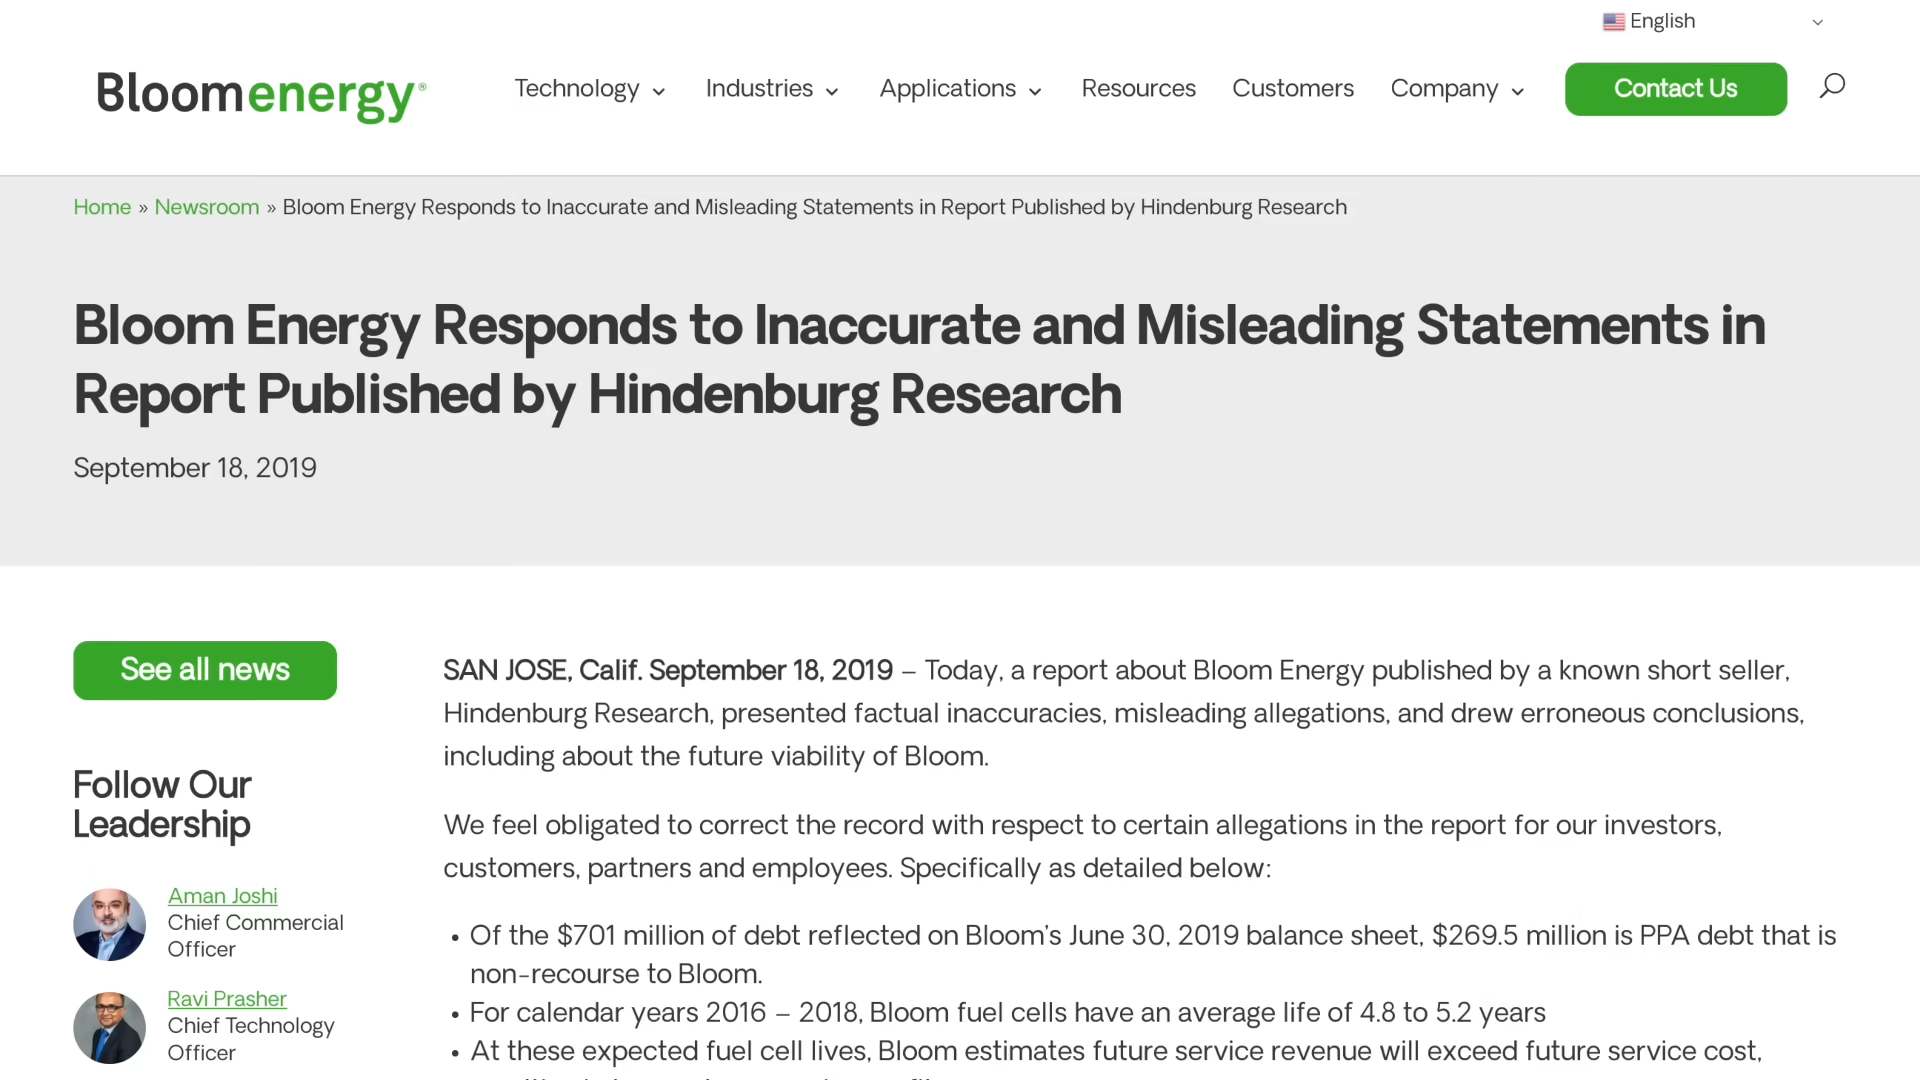 English
Bloomenergy®
Technology
Industries
Applications
Resources
Customers
Company
Contact Us
Home » Newsroom » Bloom Energy Responds to Inaccurate and Misleading Statements in Report Published by Hindenburg Research
Bloom Energy Responds to Inaccurate and Misleading Statements in
Report Published by Hindenburg Research
September 18, 2019
See all news
Follow Our
Leadership
Aman Joshi
Chief Commercial
Officer
Ravi Prasher
Chief Technology
Officer
SAN JOSE, Calif. September 18, 2019 – Today, a report about Bloom Energy published by a known short seller,
Hindenburg Research, presented factual inaccuracies, misleading allegations, and drew erroneous conclusions,
including about the future viability of Bloom.
We feel obligated to correct the record with respect to certain allegations in the report for our investors,
customers, partners and employees. Specifically as detailed below:
• Of the $701 million of debt reflected on Bloom’s June 30, 2019 balance sheet, $269.5 million is PPA debt that is
non-recourse to Bloom.
• For calendar years 2016 – 2018, Bloom fuel cells have an average life of 4.8 to 5.2 years
• At these expected fuel cell lives, Bloom estimates future service revenue will exceed future service cost,